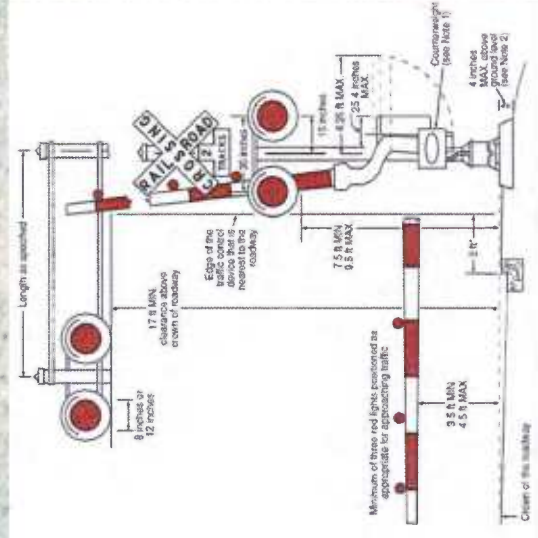 Length as specified
8 inches or
12 inches
17 ft MIN.
clearance above
crown of roadway
RAILROAD
CROSSING
2
TRACKS
Edge of the
traffic control
device that is
nearest to the
roadway
30 inches
15 inches
4.25 ft MAX.
25.4 inches
MAX.
Counterweight
(see Note 1)
4 inches
MAX. above
ground level
(see Note 2)
7.5 ft MIN
9.5 ft MAX
Minimum of three red lights positioned as
appropriate for approaching traffic
3.5 ft MIN
4.5 ft MAX
Crown of the roadway